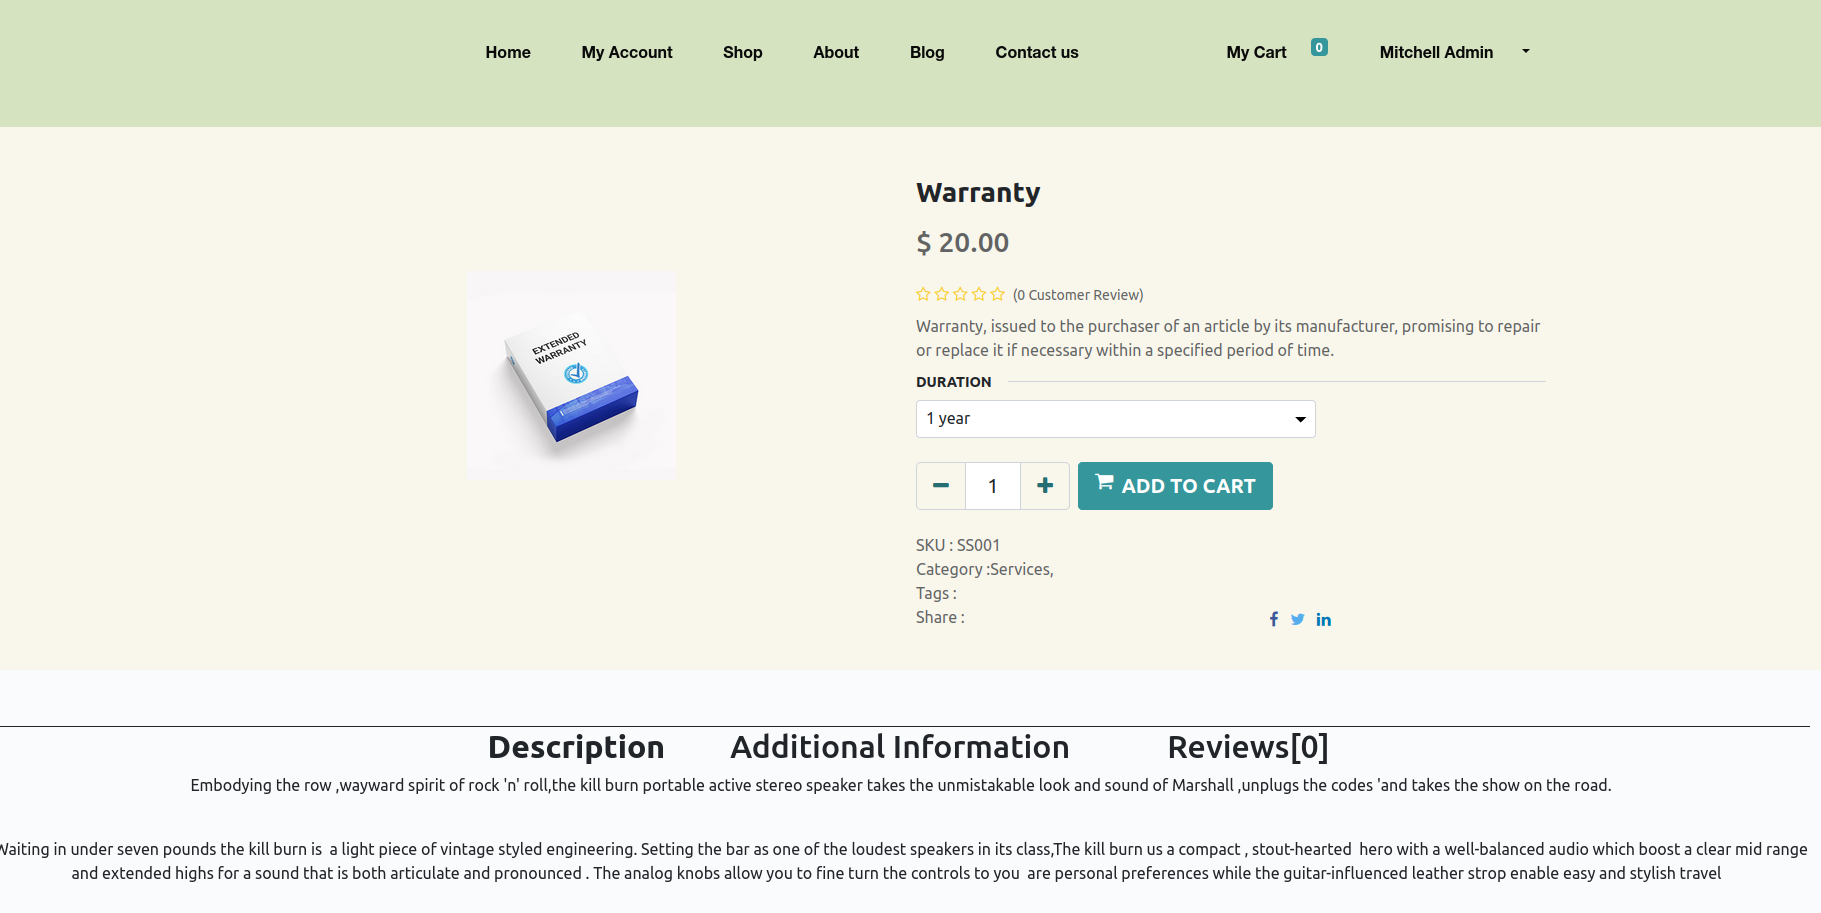 Home My Account Shop About Blog Contact us My Cart 0 Mitchell Admin
Warranty
$ 20.00
(0 Customer Review)
Warranty, issued to the purchaser of an article by its manufacturer, promising to repair
or replace it if necessary within a specified period of time.
EXTENDED
WARRANTY
DURATION
1 year
1 ADD TO CART
SKU : SS001
Category :Services,
Tags :
Share :
Description Additional Information Reviews[0]
Embodying the row ,wayward spirit of rock 'n' roll,the kill burn portable active stereo speaker takes the unmistakable look and sound of Marshall ,unplugs the codes 'and takes the show on the road.
Waiting in under seven pounds the kill burn is a light piece of vintage styled engineering. Setting the bar as one of the loudest speakers in its class,The kill burn us a compact , stout-hearted hero with a well-balanced audio which boost a clear mid range
and extended highs for a sound that is both articulate and pronounced . The analog knobs allow you to fine turn the controls to you are personal preferences while the guitar-influenced leather strop enable easy and stylish travel